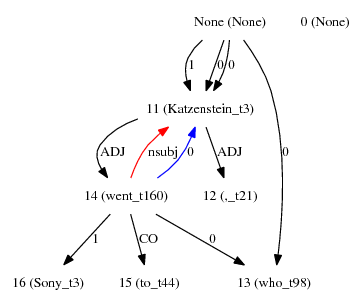 None (None) 0 (None)
1 0 0
11 (Katzenstein_t3) 0
ADJ nsubj 0 ADJ
14 (went_t160) 12 (,_t21)
1 CO 0
16 (Sony_t3) 15 (to_t44) 13 (who_t98)